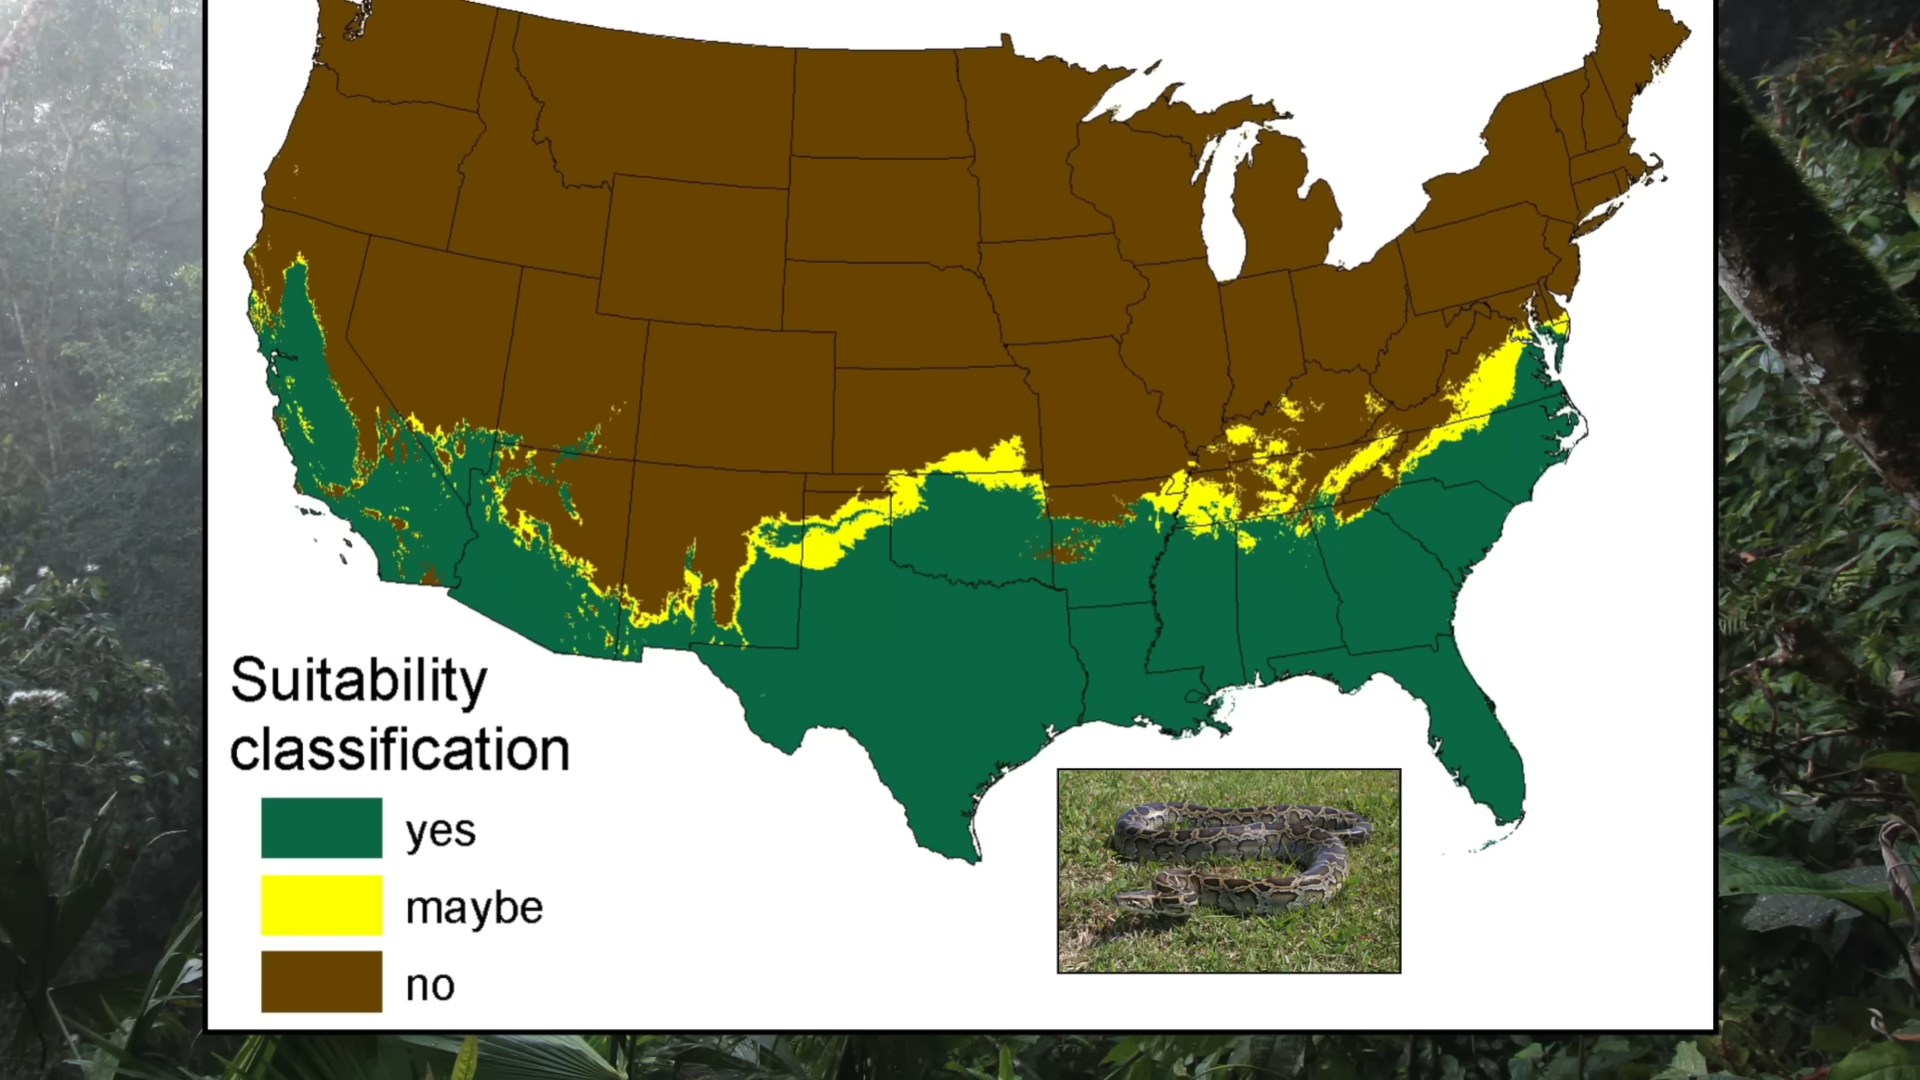 Suitability
classification
yes
maybe
no